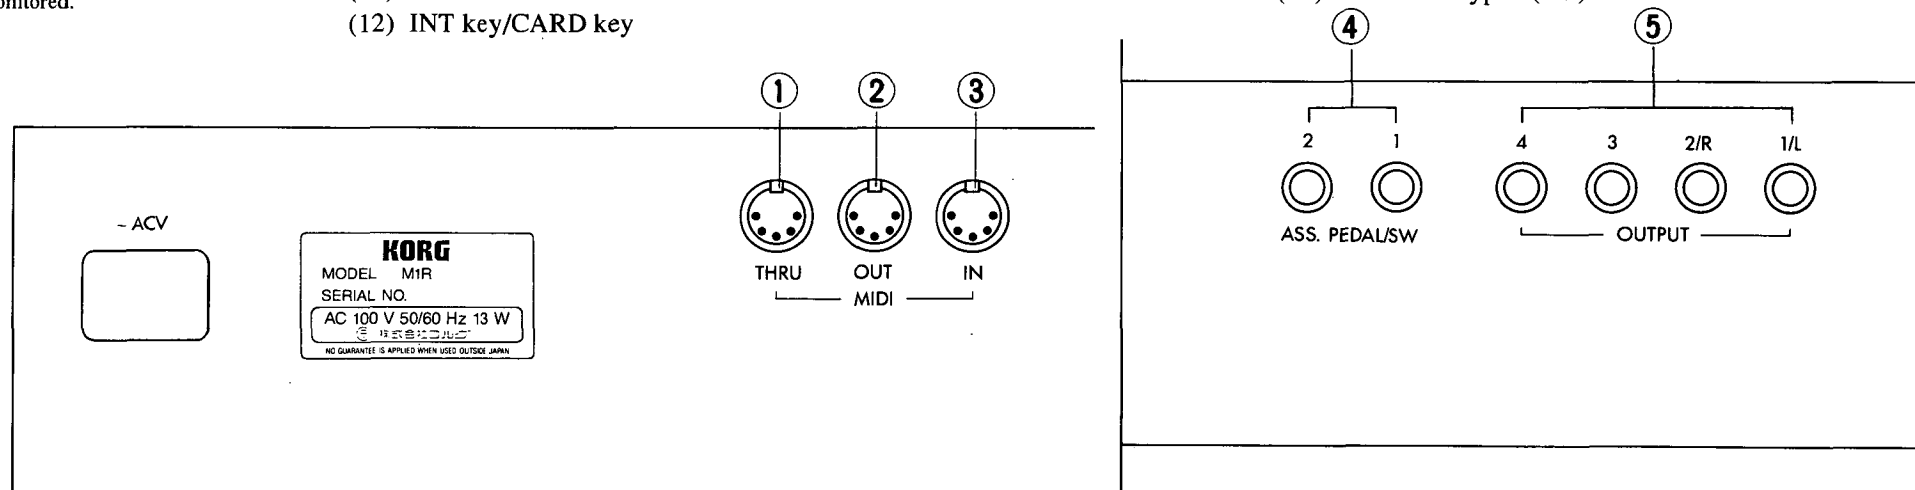 onitored.
(12) INT key/CARD key
① ② ③
~ ACV
KORG
MODEL M1R
SERIAL NO.
AC 100 V 50/60 Hz 13 W
NO GUARANTEE IS APPLIED WHEN USED OUTSIDE JAPAN
THRU OUT IN
MIDI
④ ⑤
2 1 4 3 2/R 1/L
ASS. PEDAL/SW OUTPUT